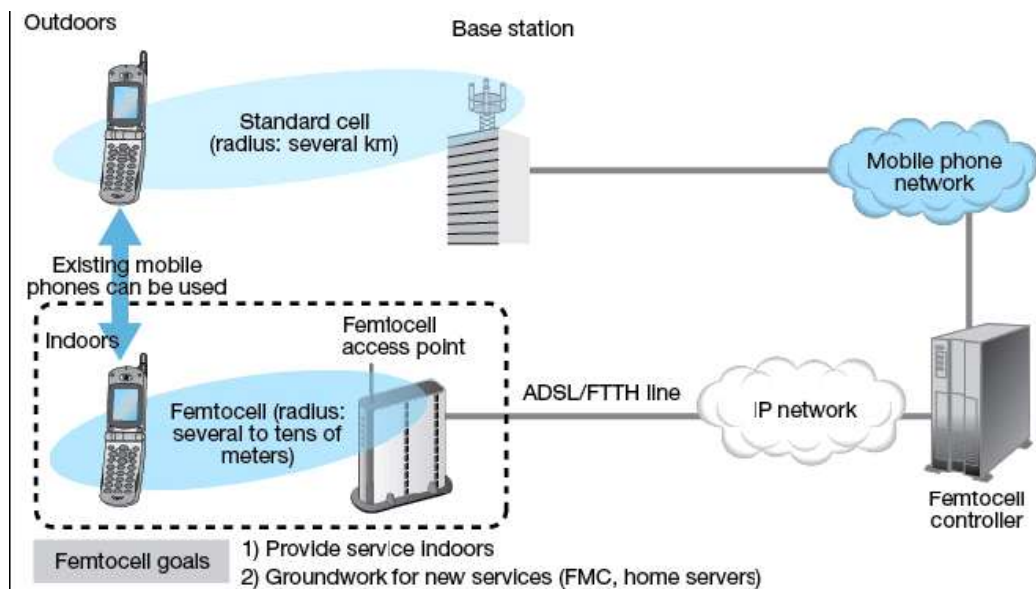 Outdoors
Base station
Standard cell
(radius: several km)
Mobile phone
network
Existing mobile
phones can be used
Indoors
Femtocell
access point
Femtocell (radius:
several to tens of
meters)
ADSL/FTTH line
IP network
Femtocell
controller
Femtocell goals
1) Provide service indoors
2) Groundwork for new services (FMC, home servers)